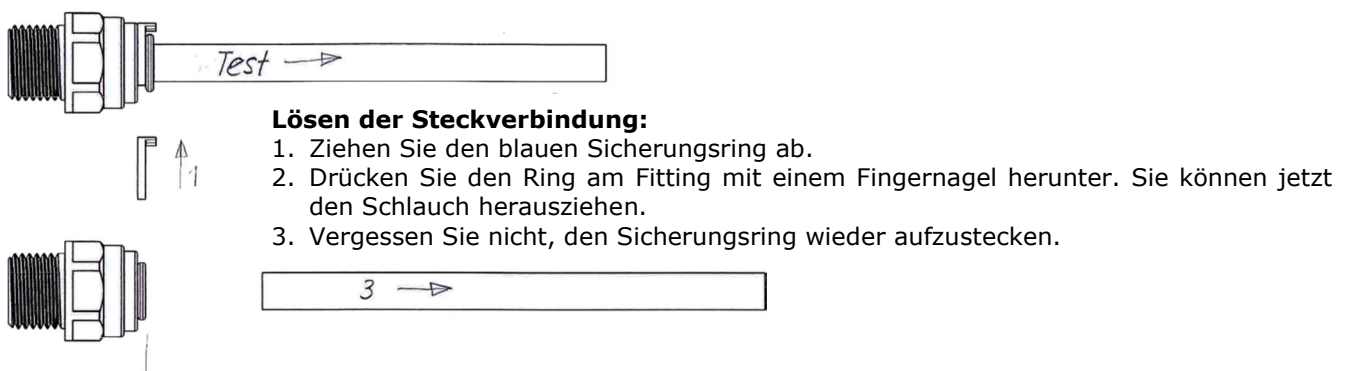 Test
Lösen der Steckverbindung:
1. Ziehen Sie den blauen Sicherungsring ab.
1
2. Drücken Sie den Ring am Fitting mit einem Fingernagel herunter. Sie können jetzt
den Schlauch herausziehen.
3. Vergessen Sie nicht, den Sicherungsring wieder aufzustecken.
3